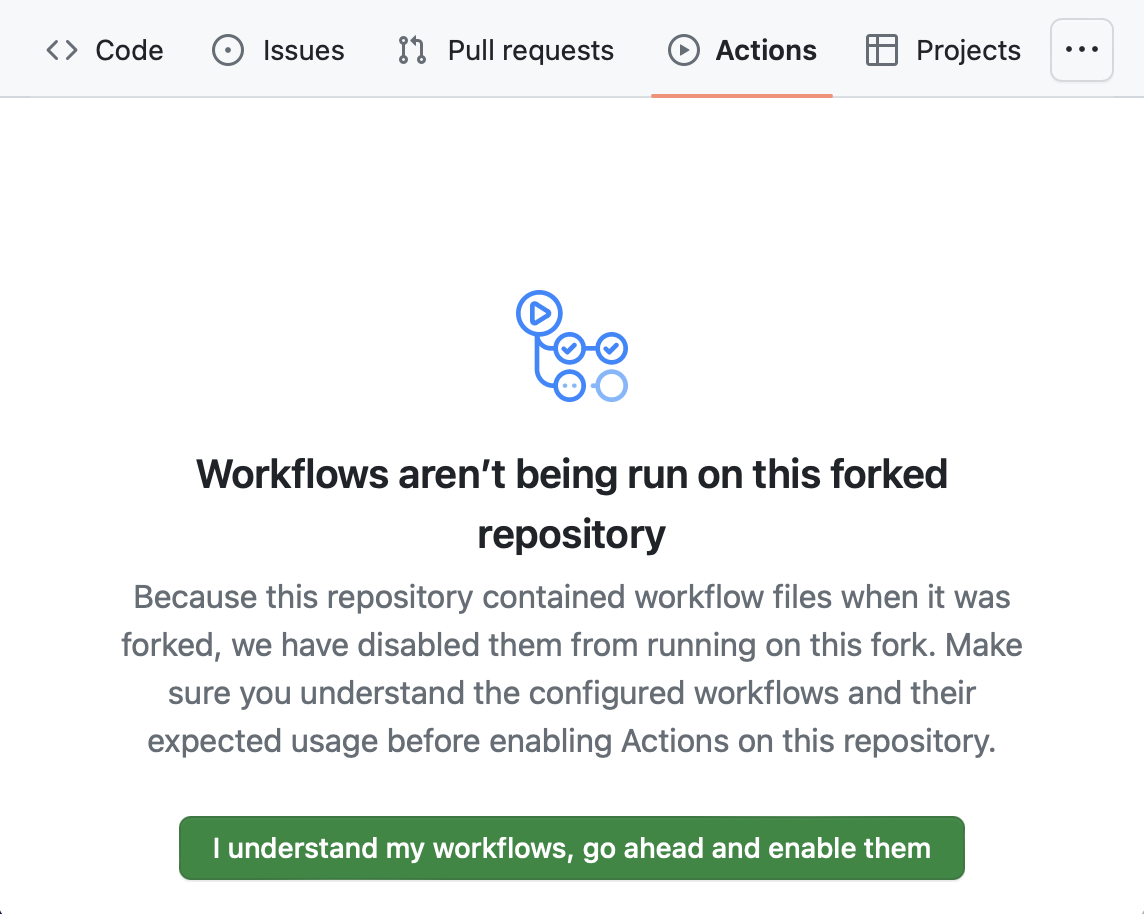 Code Issues Pull requests Actions Projects
Workflows aren’t being run on this forked
repository
Because this repository contained workflow files when it was
forked, we have disabled them from running on this fork. Make
sure you understand the configured workflows and their
expected usage before enabling Actions on this repository.
I understand my workflows, go ahead and enable them